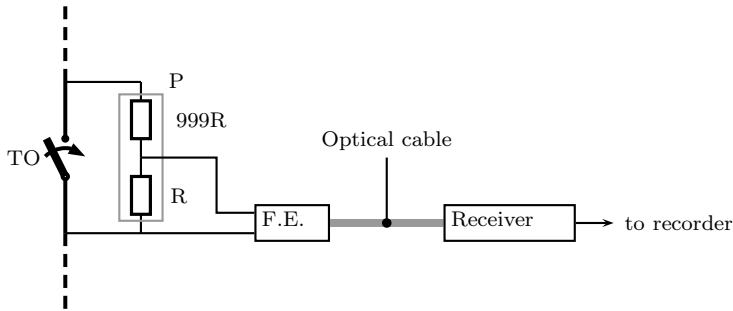 P
999R
Optical cable
TO
R
F.E.
Receiver
to recorder